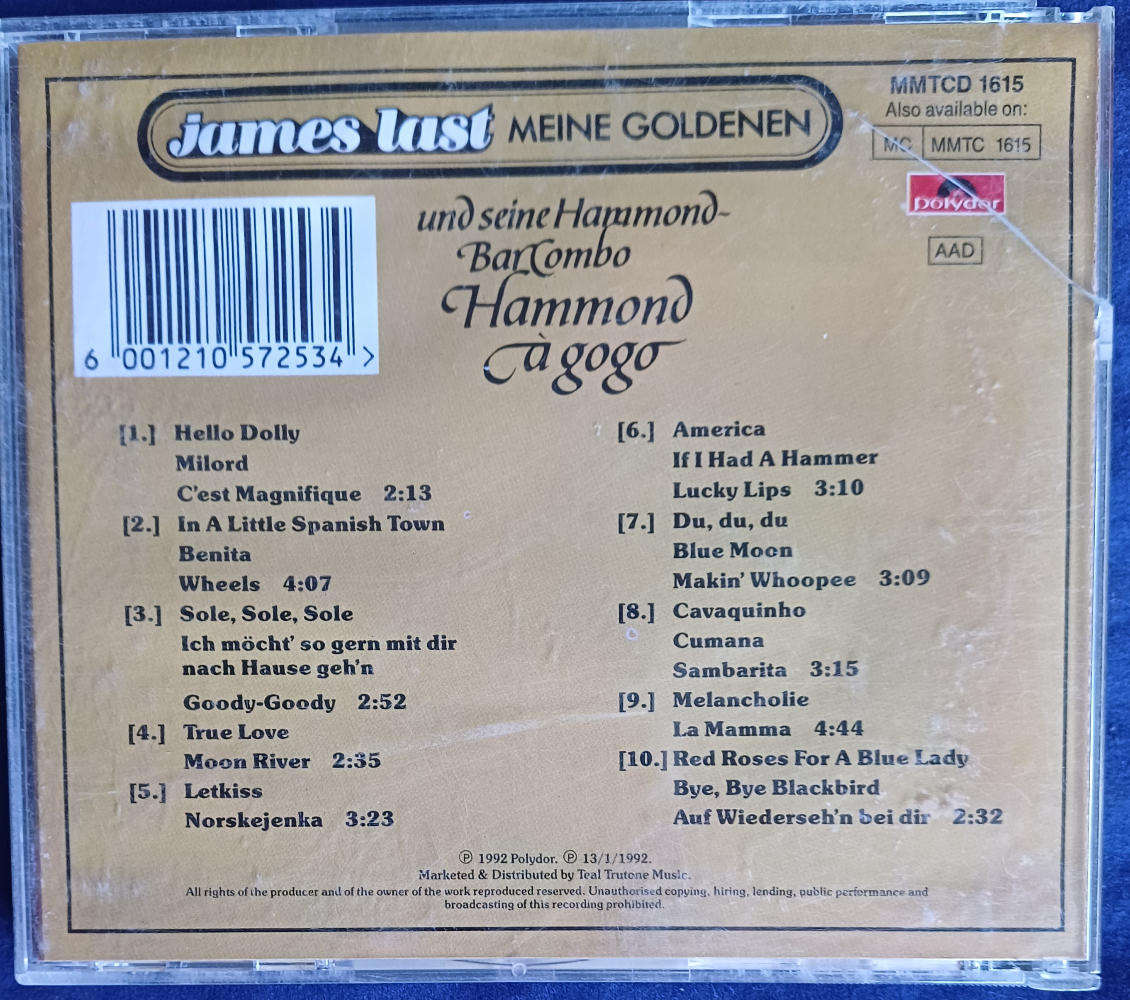 james last MEINE GOLDENEN
MMTCD 1615
Also available on:
MC MMTC 1615
polydor
AAD
und seine Hammond-
Bar Combo
Hammond
à gogo
6 001210 572534 >
[1.] Hello Dolly
Milord
C'est Magnifique 2:13
[2.] In A Little Spanish Town
Benita
Wheels 4:07
[3.] Sole, Sole, Sole
Ich möcht' so gern mit dir
nach Hause geh'n
Goody-Goody 2:52
[4.] True Love
Moon River 2:35
[5.] Letkiss
Norskejenka 3:23
[6.] America
If I Had A Hammer
Lucky Lips 3:10
[7.] Du, du, du
Blue Moon
Makin' Whoopee 3:09
[8.] Cavaquinho
Cumana
Sambarita 3:15
[9.] Melancholie
La Mamma 4:44
[10.] Red Roses For A Blue Lady
Bye, Bye Blackbird
Auf Wiederseh'n bei dir 2:32
℗ 1992 Polydor. ℗ 13/1/1992.
Marketed & Distributed by Teal Trutone Music.
All rights of the producer and of the owner of the work reproduced reserved. Unauthorised copying, hiring, lending, public performance and
broadcasting of this recording prohibited.